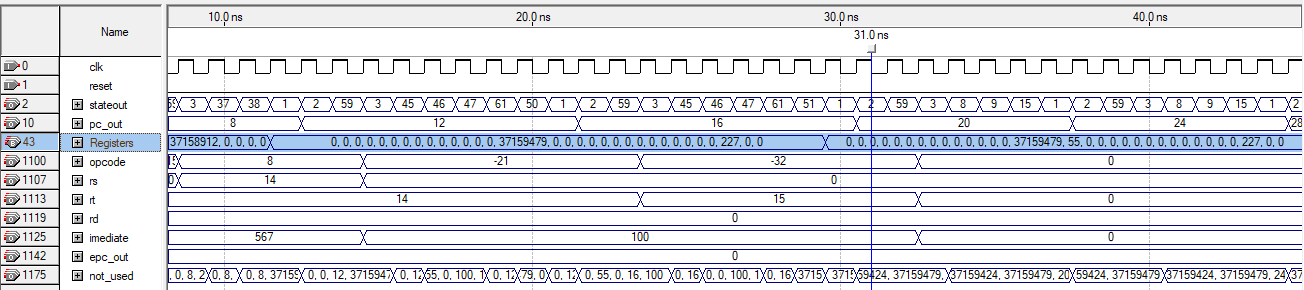 10.0 ns 20.0 ns 30.0 ns 40.0 ns
Name
31.0 ns
0 clk
1 reset
2 stateout 59 3 37 38 1 2 59 3 45 46 47 61 50 1 2 59 3 45 46 47 61 51 1 2 59 3 8 9 15 1 2 59 3 8 9 15 1 2
10 pc_out 8 12 16 20 24 28
43 Registers 37158912, 0, 0, 0, 0 0, 0, 0, 0, 0, 0, 0, 0, 0, 0, 0, 0, 37159479, 0, 0, 0, 0, 0, 0, 0, 0, 0, 0, 0, 0, 0, 227, 0, 0 0, 0, 0, 0, 0, 0, 0, 0, 0, 0, 0, 0, 37159479, 55, 0, 0, 0, 0, 0, 0, 0, 0, 0, 0, 0, 0, 227, 0, 0
1100 opcode 8 -21 -32 0
1107 rs 0 14 0
1113 rt 14 15 0
1119 rd 0
1125 imediate 567 100 0
1142 epc_out 0
1175 not_used , 0, 8, 2 0, 8, 0, 8, 37159 0, 0, 12, 3715947 0, 12 55, 0, 100, 1 0, 12 79, 0 0, 12 0, 55, 0, 16, 100 0, 16 0, 0, 100, 1 0, 16 3715 3715 59424, 37159479, 37159424, 37159479, 20 59424, 37159479, 37159424, 37159479, 24 37